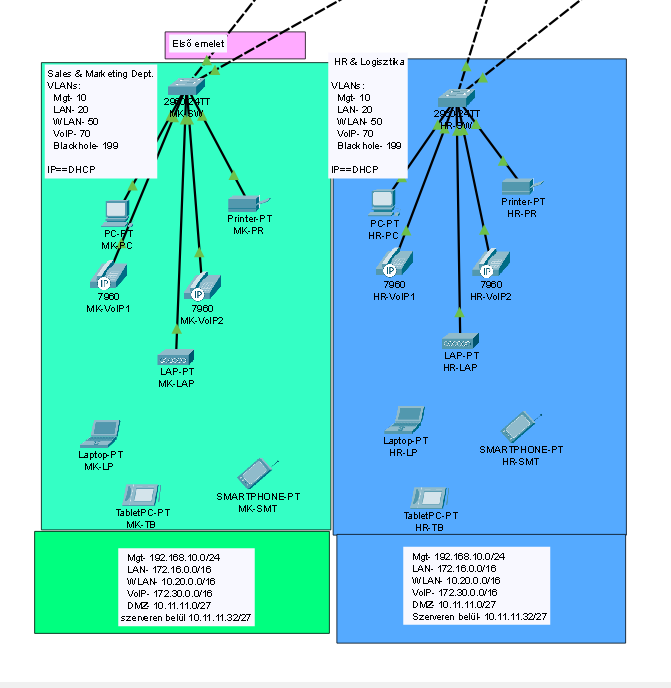 Első emelet
Sales & Marketing Dept.
VLANs:
Mgt- 10
LAN- 20
WLAN- 50
VoIP- 70
Blackhole- 199
IP==DHCP
2960-24TT
MK-SW
PC-PT
MK-PC
Printer-PT
MK-PR
IP
7960
MK-VoIP1
IP
7960
MK-VoIP2
LAP-PT
MK-LAP
Laptop-PT
MK-LP
SMARTPHONE-PT
MK-SMT
TabletPC-PT
MK-TB
Mgt- 192.168.10.0/24
LAN- 172.16.0.0/16
WLAN- 10.20.0.0/16
VoIP- 172.30.0.0/16
DMZ- 10.11.11.0/27
szerveren belül 10.11.11.32/27
HR & Logisztika
VLANs:
Mgt- 10
LAN- 20
WLAN- 50
VoIP- 70
Blackhole- 199
IP==DHCP
2960-24TT
HR-SW
PC-PT
HR-PC
Printer-PT
HR-PR
IP
7960
HR-VoIP1
IP
7960
HR-VoIP2
LAP-PT
HR-LAP
Laptop-PT
HR-LP
SMARTPHONE-PT
HR-SMT
TabletPC-PT
HR-TB
Mgt- 192.168.10.0/24
LAN- 172.16.0.0/16
WLAN- 10.20.0.0/16
VoIP- 172.30.0.0/16
DMZ- 10.11.11.0/27
Szerveren belül- 10.11.11.32/27